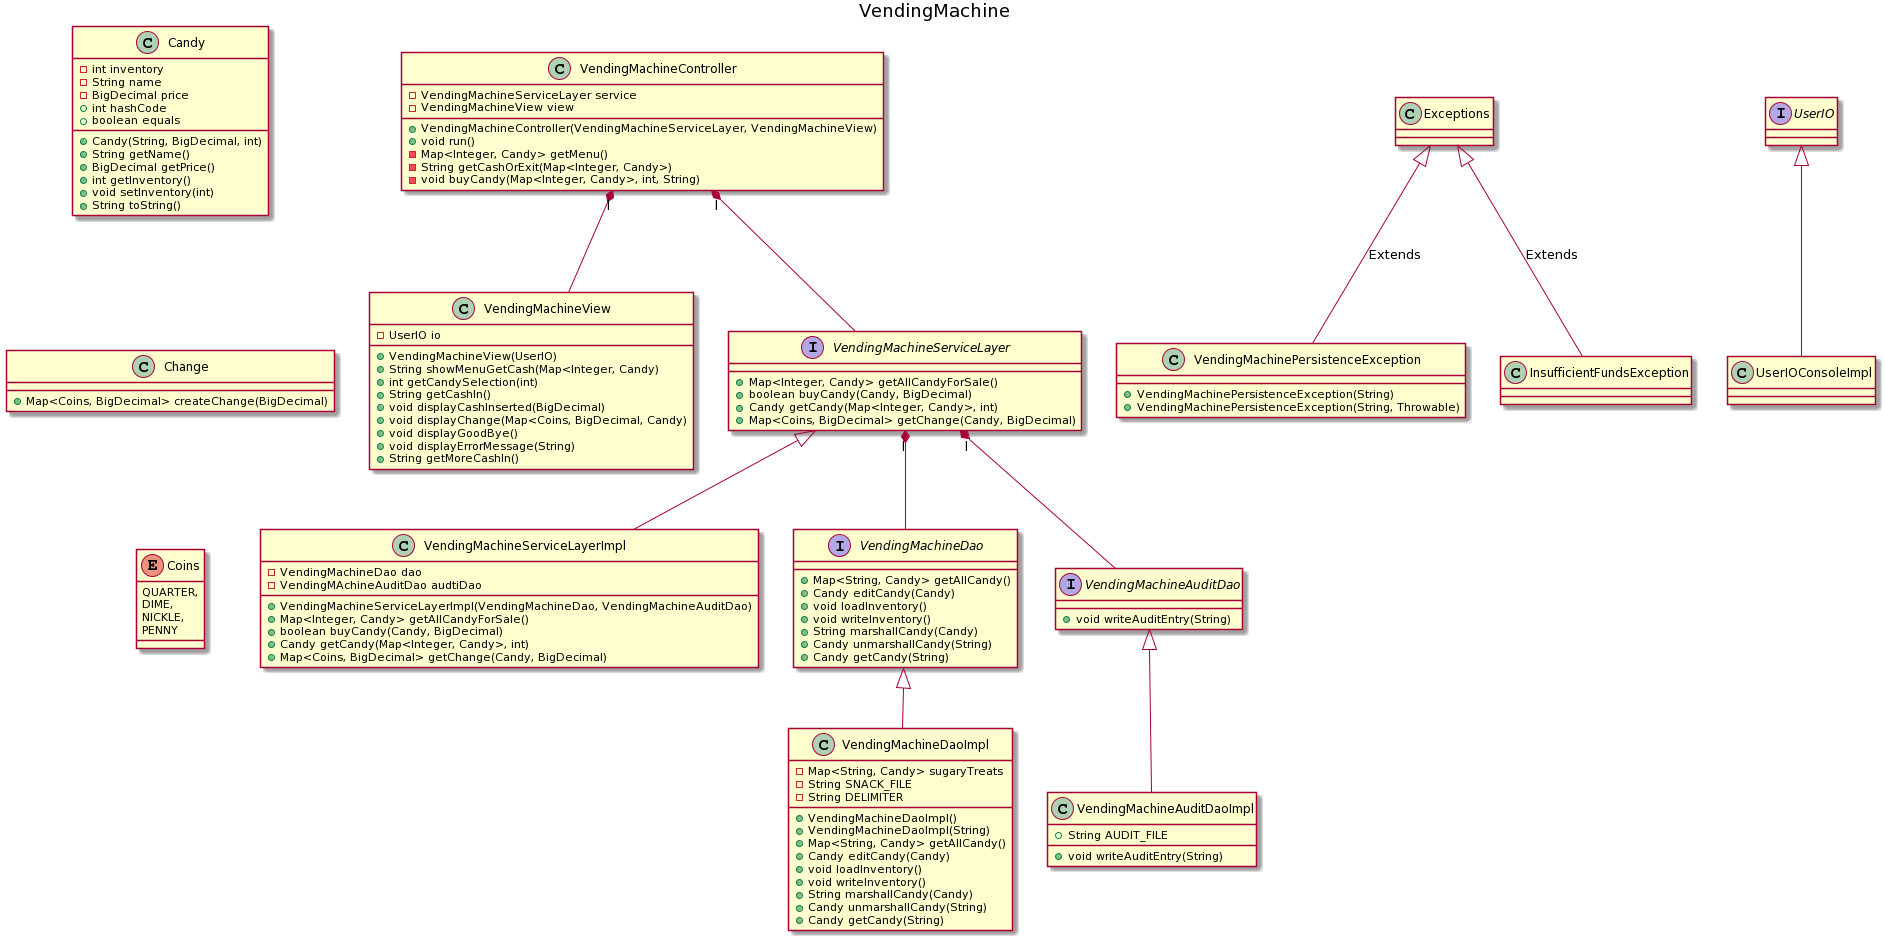 VendingMachine
C Candy
int inventory
String name
BigDecimal price
int hashCode
boolean equals
Candy(String, BigDecimal, int)
String getName()
BigDecimal getPrice()
int getInventory()
void setInventory(int)
String toString()
C VendingMachineController
VendingMachineServiceLayer service
VendingMachineView view
VendingMachineController(VendingMachineServiceLayer, VendingMachineView)
void run()
Map<Integer, Candy> getMenu()
String getCashOrExit(Map<Integer, Candy>)
void buyCandy(Map<Integer, Candy>, int, String)
C Exceptions
I UserIO
l
l
Extends
Extends
C Change
Map<Coins, BigDecimal> createChange(BigDecimal)
C VendingMachineView
UserIO io
VendingMachineView(UserIO)
String showMenuGetCash(Map<Integer, Candy)
int getCandySelection(int)
String getCashIn()
void displayCashInserted(BigDecimal)
void displayChange(Map<Coins, BigDecimal, Candy)
void displayGoodBye()
void displayErrorMessage(String)
String getMoreCashIn()
I VendingMachineServiceLayer
Map<Integer, Candy> getAllCandyForSale()
boolean buyCandy(Candy, BigDecimal)
Candy getCandy(Map<Integer, Candy>, int)
Map<Coins, BigDecimal> getChange(Candy, BigDecimal)
C VendingMachinePersistenceException
VendingMachinePersistenceException(String)
VendingMachinePersistenceException(String, Throwable)
C InsufficientFundsException
C UserIOConsoleImpl
l
l
E Coins
QUARTER,
DIME,
NICKLE,
PENNY
C VendingMachineServiceLayerImpl
VendingMachineDao dao
VendingMAchineAuditDao audtiDao
VendingMachineServiceLayerImpl(VendingMachineDao, VendingMachineAuditDao)
Map<Integer, Candy> getAllCandyForSale()
boolean buyCandy(Candy, BigDecimal)
Candy getCandy(Map<Integer, Candy>, int)
Map<Coins, BigDecimal> getChange(Candy, BigDecimal)
I VendingMachineDao
Map<String, Candy> getAllCandy()
Candy editCandy(Candy)
void loadInventory()
void writeInventory()
String marshallCandy(Candy)
Candy unmarshallCandy(String)
Candy getCandy(String)
I VendingMachineAuditDao
void writeAuditEntry(String)
C VendingMachineDaoImpl
Map<String, Candy> sugaryTreats
String SNACK_FILE
String DELIMITER
VendingMachineDaoImpl()
VendingMachineDaoImpl(String)
Map<String, Candy> getAllCandy()
Candy editCandy(Candy)
void loadInventory()
void writeInventory()
String marshallCandy(Candy)
Candy unmarshallCandy(String)
Candy getCandy(String)
C VendingMachineAuditDaoImpl
String AUDIT_FILE
void writeAuditEntry(String)